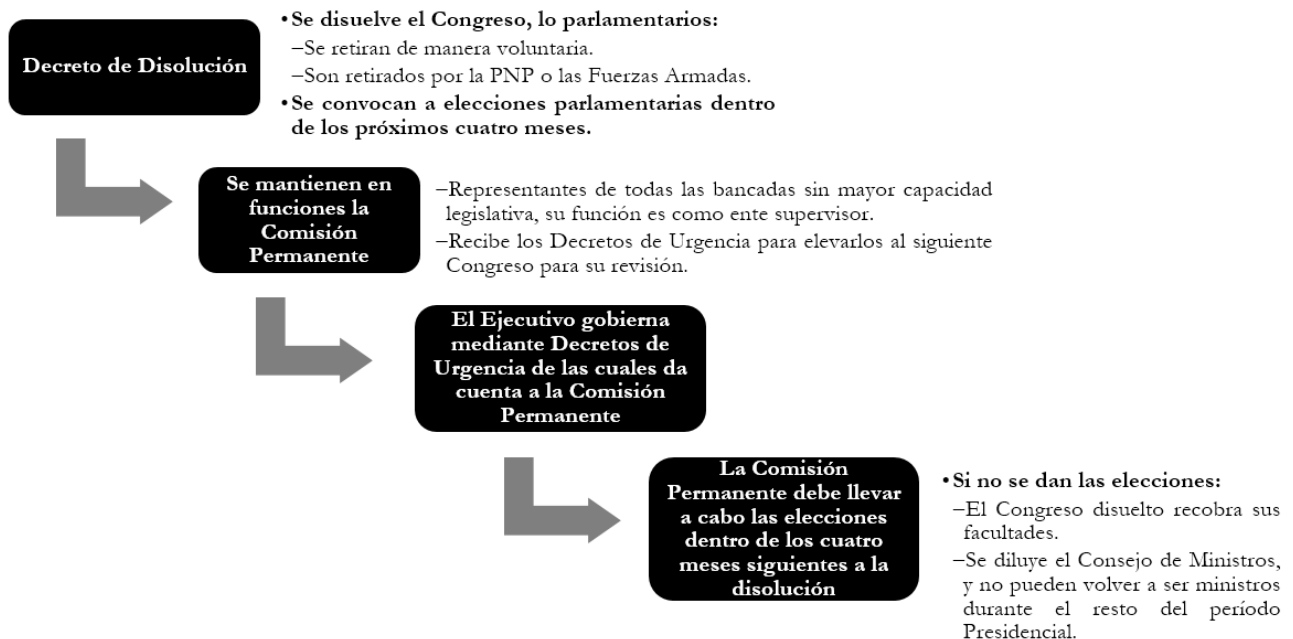 Decreto de Disolución
•Se disuelve el Congreso, lo parlamentarios:
–Se retiran de manera voluntaria.
–Son retirados por la PNP o las Fuerzas Armadas.
•Se convocan a elecciones parlamentarias dentro
de los próximos cuatro meses.
Se mantienen en
funciones la
Comisión
Permanente
–Representantes de todas las bancadas sin mayor capacidad
legislativa, su función es como ente supervisor.
–Recibe los Decretos de Urgencia para elevarlos al siguiente
Congreso para su revisión.
El Ejecutivo gobierna
mediante Decretos de
Urgencia de las cuales da
cuenta a la Comisión
Permanente
La Comisión
Permanente debe llevar
a cabo las elecciones
dentro de los cuatro
meses siguientes a la
disolución
•Si no se dan las elecciones:
–El Congreso disuelto recobra sus
facultades.
–Se diluye el Consejo de Ministros,
y no pueden volver a ser ministros
durante el resto del período
Presidencial.